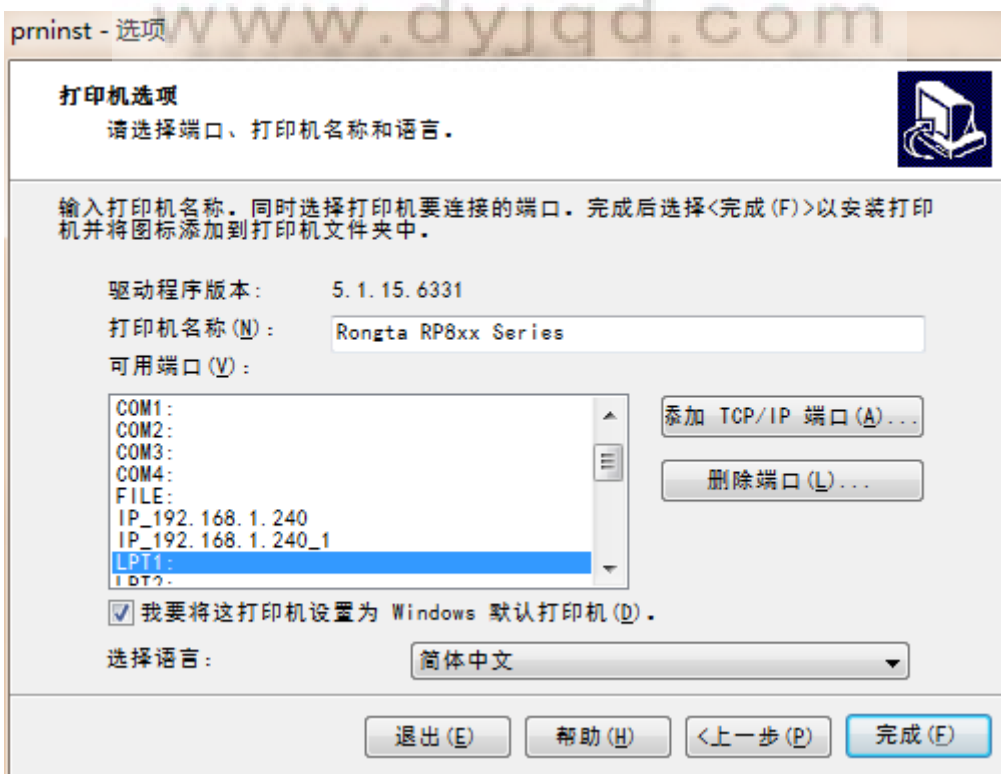 www.dyjqd.com
prninst - 选项
打印机选项
请选择端口、打印机名称和语言.
输入打印机名称. 同时选择打印机要连接的端口. 完成后选择<完成(F)>以安装打印
机并将图标添加到打印机文件夹中.
驱动程序版本: 5.1.15.6331
打印机名称(N): Rongta RP8xx Series
可用端口(V):
COM1:
COM2:
COM3:
COM4:
FILE:
IP_192.168.1.240
IP_192.168.1.240_1
LPT1:
LPT2:
添加 TCP/IP 端口(A)...
删除端口(L)...
我要将这打印机设置为 Windows 默认打印机(D).
选择语言: 简体中文
退出(E) 帮助(H) <上一步(P) 完成(F)